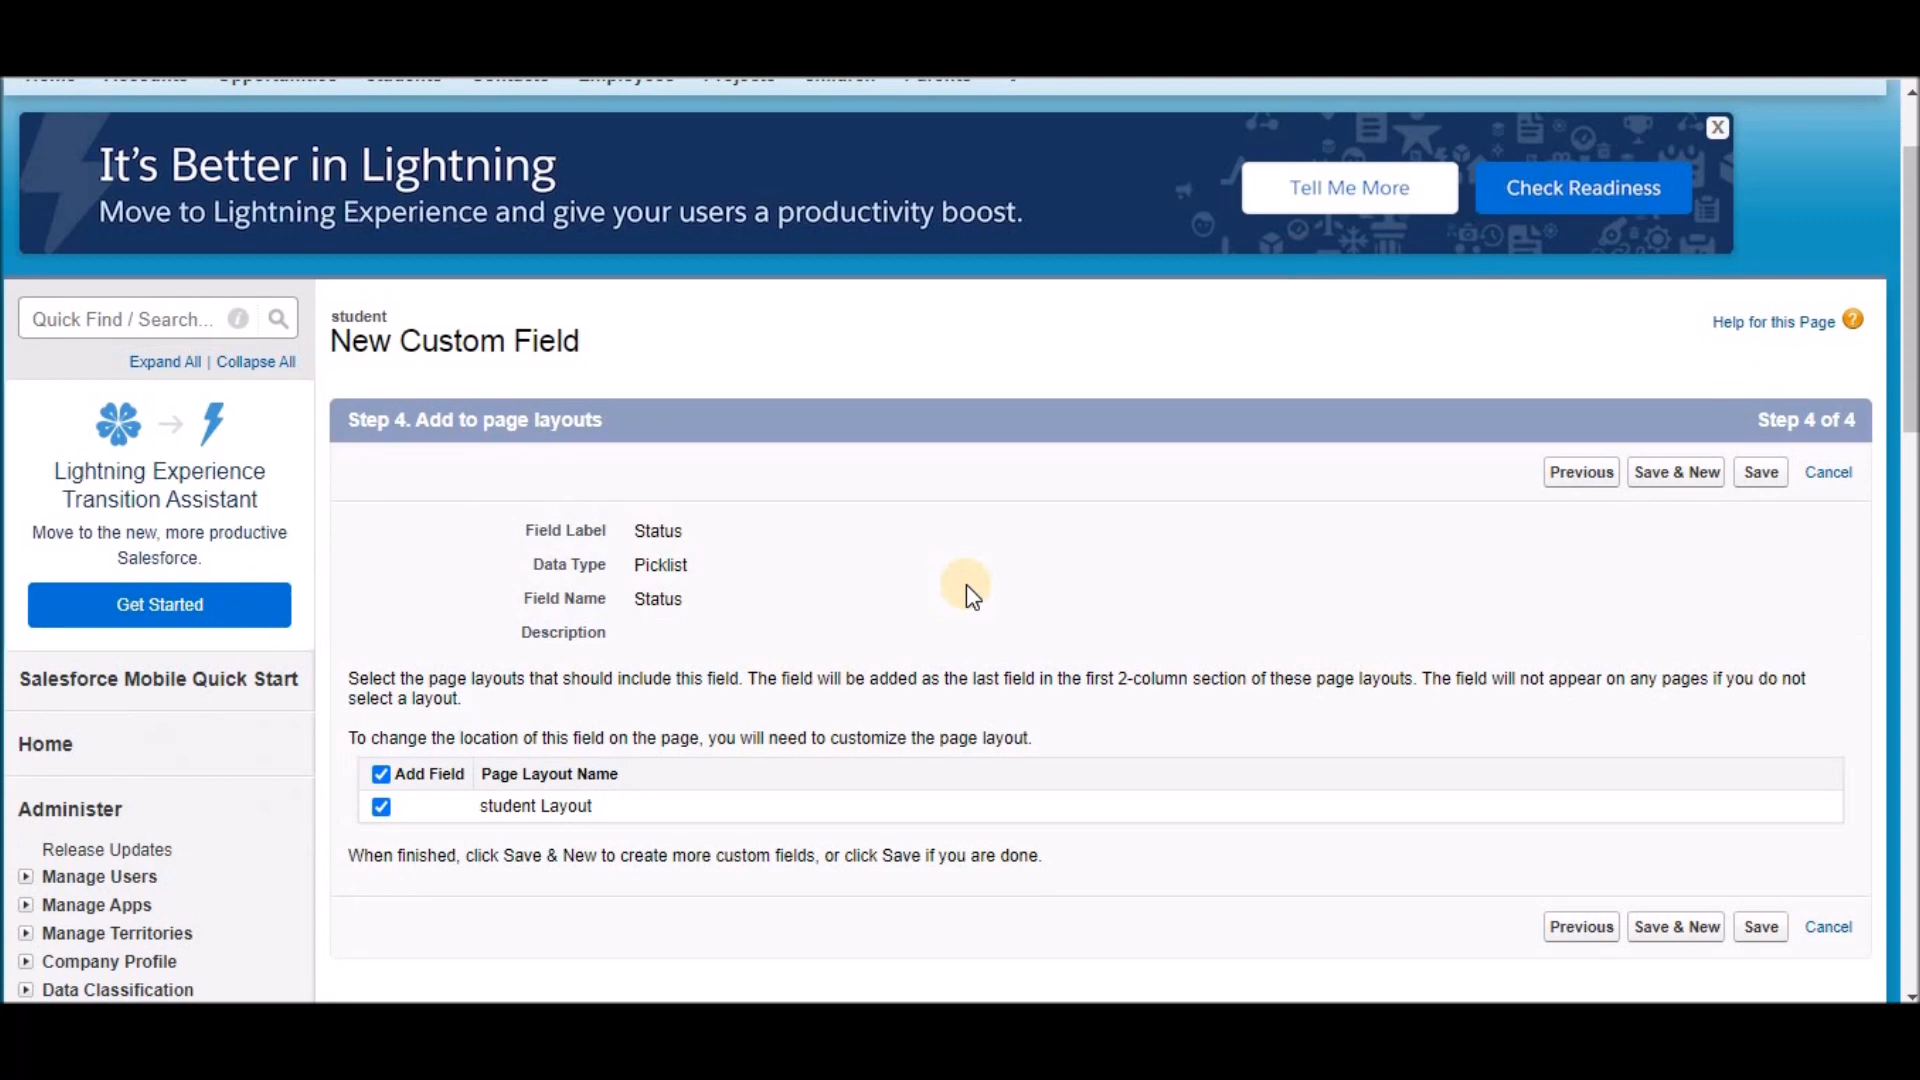 It's Better in Lightning
Move to Lightning Experience and give your users a productivity boost.
Tell Me More
Check Readiness
X
Quick Find / Search...
i
Expand All | Collapse All
Lightning Experience
Transition Assistant
Move to the new, more productive
Salesforce.
Get Started
Salesforce Mobile Quick Start
Home
Administer
Release Updates
Manage Users
Manage Apps
Manage Territories
Company Profile
Data Classification
student
New Custom Field
Help for this Page ?
Step 4. Add to page layouts
Step 4 of 4
Previous Save & New Save Cancel
Field Label Status
Data Type Picklist
Field Name Status
Description
Select the page layouts that should include this field. The field will be added as the last field in the first 2-column section of these page layouts. The field will not appear on any pages if you do not
select a layout.
To change the location of this field on the page, you will need to customize the page layout.
Add Field Page Layout Name
student Layout
When finished, click Save & New to create more custom fields, or click Save if you are done.
Previous Save & New Save Cancel